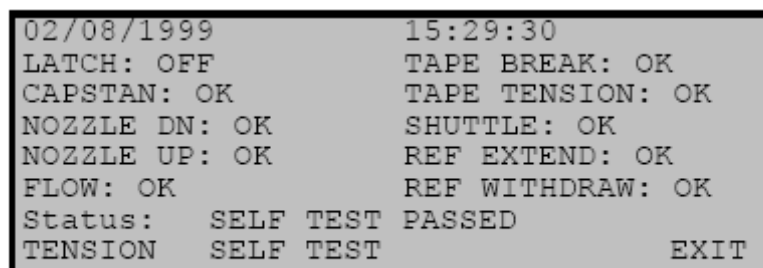 02/08/1999 15:29:30
LATCH: OFF TAPE BREAK: OK
CAPSTAN: OK TAPE TENSION: OK
NOZZLE DN: OK SHUTTLE: OK
NOZZLE UP: OK REF EXTEND: OK
FLOW: OK REF WITHDRAW: OK
Status: SELF TEST PASSED
TENSION SELF TEST EXIT